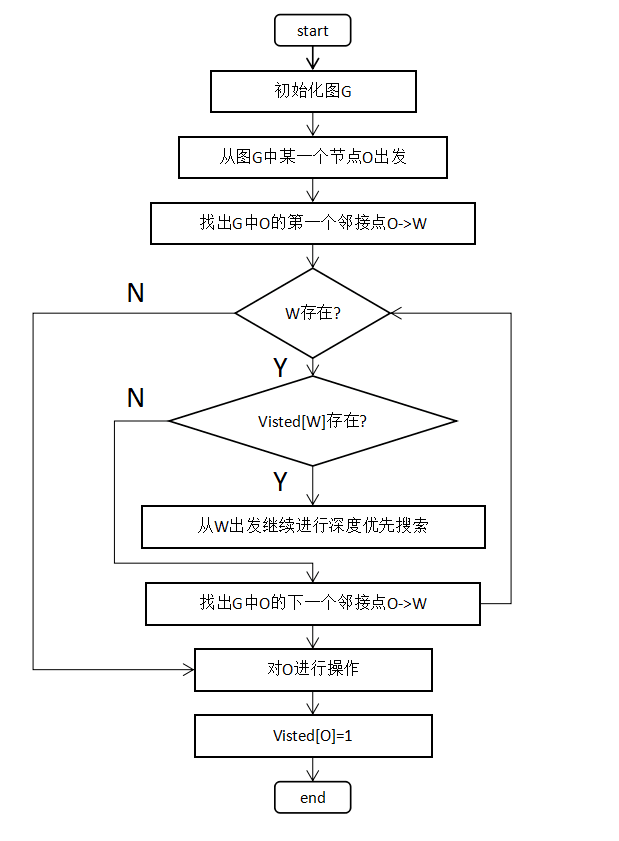 start
初始化图G
从图G中某一个节点O出发
找出G中O的第一个邻接点O->W
N
W存在?
Y
N
Visted[W]存在?
Y
从W出发继续进行深度优先搜索
找出G中O的下一个邻接点O->W
对O进行操作
Visted[O]=1
end